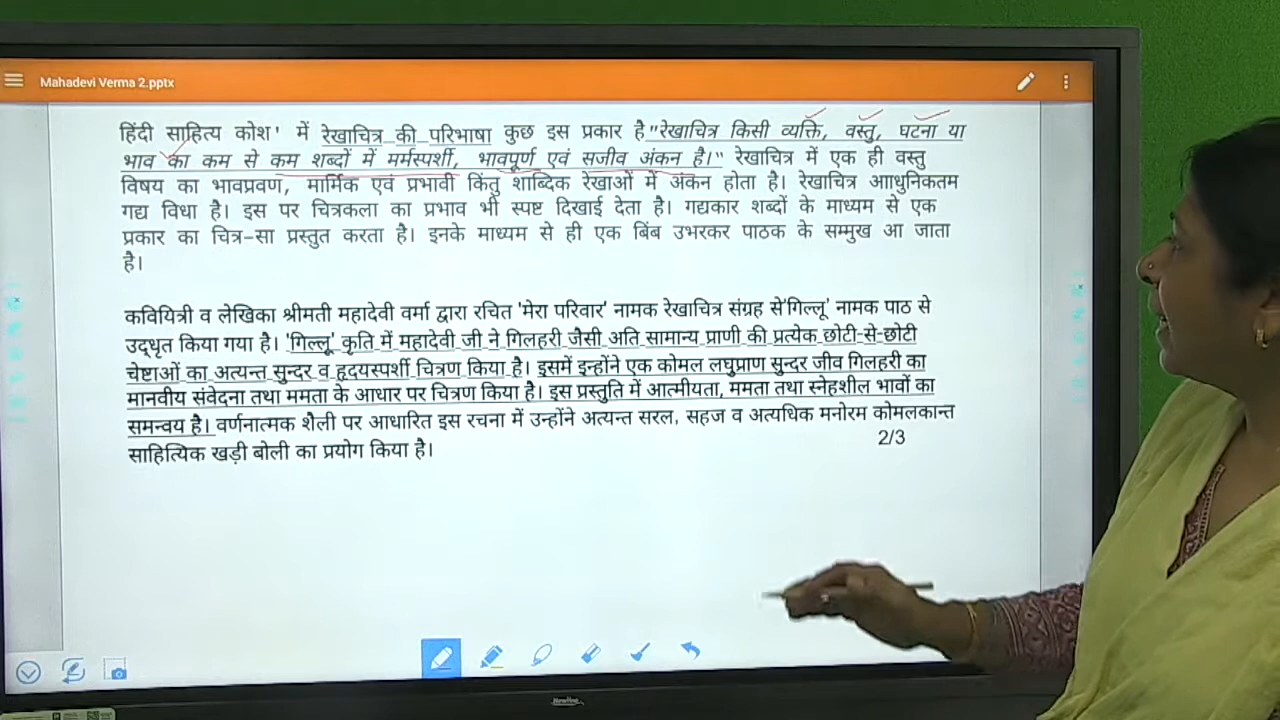 Mahadevi Verma 2.pptx
हिंदी साहित्य कोश' में रेखाचित्र की परिभाषा कुछ इस प्रकार है "रेखाचित्र किसी व्यक्ति, वस्तु, घटना या
भाव का कम से कम शब्दों में मर्मस्पर्शी, भावपूर्ण एवं सजीव अंकन है।" रेखाचित्र में एक ही वस्तु
विषय का भावप्रवण, मार्मिक एवं प्रभावी किंतु शाब्दिक रेखाओं में अंकन होता है। रेखाचित्र आाधुनिकतम
गद्य विधा है। इस पर चित्रकला का प्रभाव भी स्पष्ट दिखाई देता है। गद्यकार शब्दों के माध्यम से एक
प्रकार का चित्र-सा प्रस्तुत करता है। इनके माध्यम से ही एक बिंब उभरकर पाठक के सम्मुख आ जाता
है।
कवियित्री व लेखिका श्रीमती महादेवी वर्मा द्वारा रचित 'मेरा परिवार' नामक रेखाचित्र संग्रह से 'गिल्लू' नामक पाठ से
उद्धृत किया गया है। 'गिल्लू' कृति में महादेवी जी ने गिलहरी जैसी अति सामान्य प्राणी की प्रत्येक छोटी-से-छोटी
चेष्टाओं का अत्यन्त सुन्दर व हृदयस्पर्शी चित्रण किया है। इसमें इन्होंने एक कोमल लघुप्राण सुन्दर जीव गिलहरी का
मानवीय संवेदना तथा ममता के आधार पर चित्रण किया है। इस प्रस्तुति में आत्मीयता, ममता तथा स्नेहशील भावों का
समन्वय है। वर्णनात्मक शैली पर आधारित इस रचना में उन्होंने अत्यन्त सरल, सहज व अत्यधिक मनोरम कोमलकान्त
साहित्यिक खड़ी बोली का प्रयोग किया है।
2/3
Newline